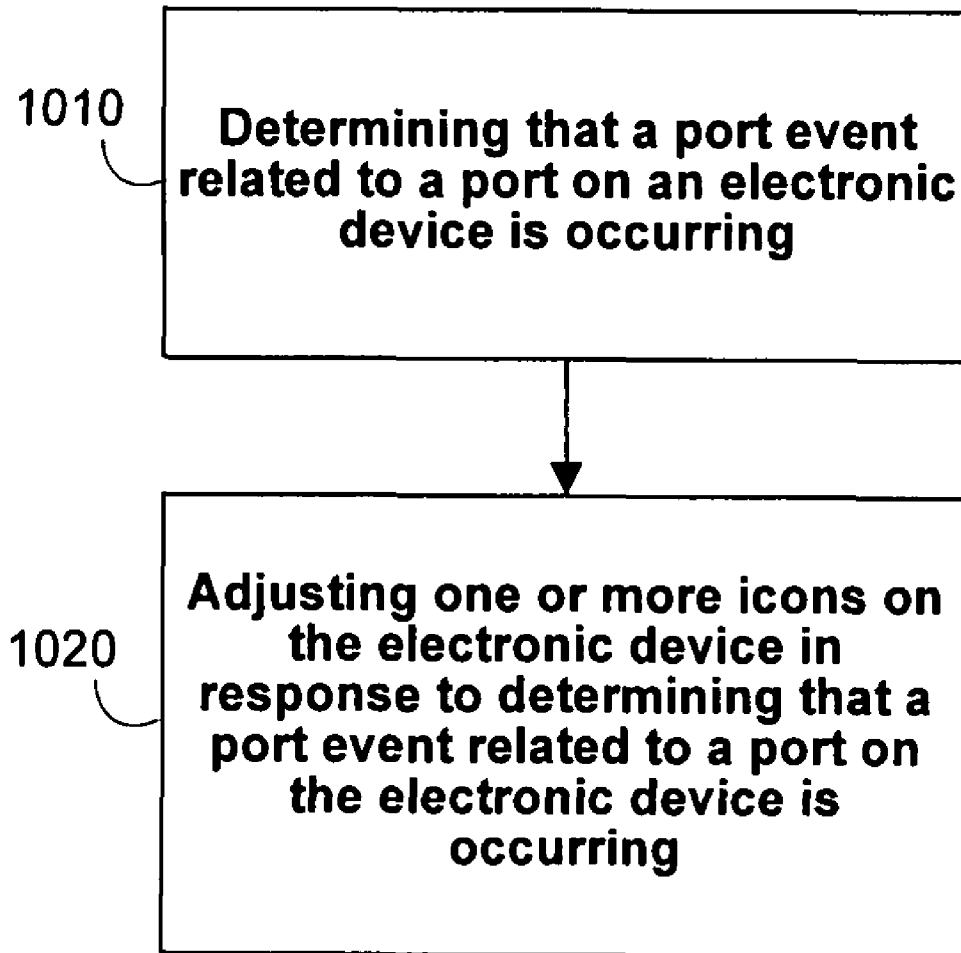 1010
Determining that a port event
related to a port on an electronic
device is occurring
1020
Adjusting one or more icons on
the electronic device in
response to determining that a
port event related to a port on
the electronic device is
occurring